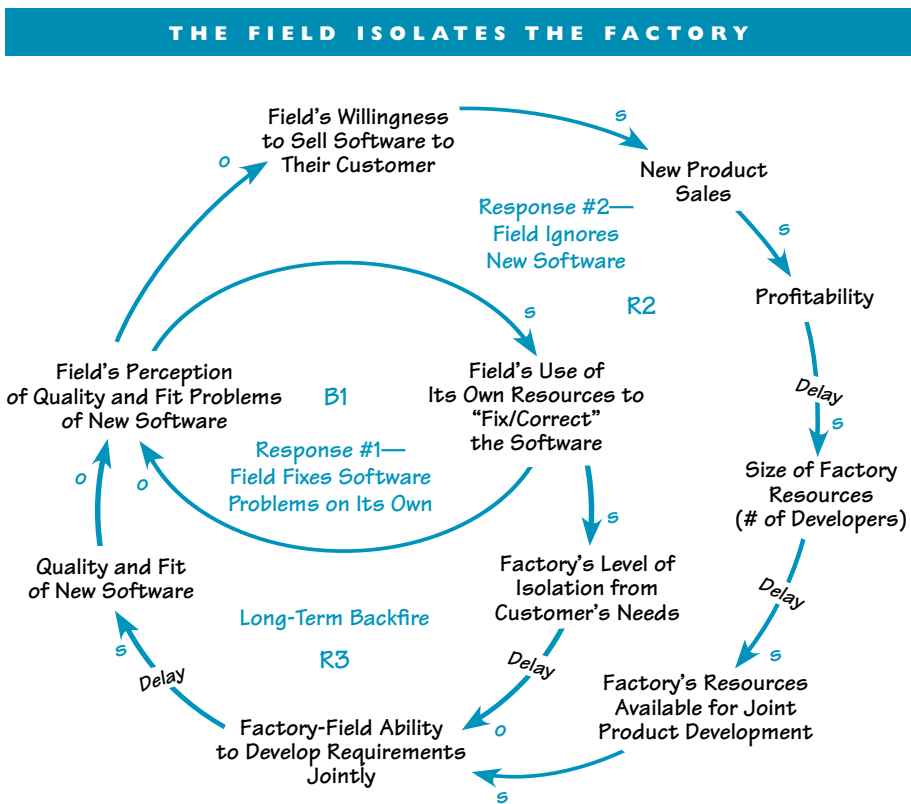 THE FIELD ISOLATES THE FACTORY
Field's Willingness
to Sell Software to
Their Customer
s
o
New Product
Sales
Response #2—
Field Ignores
New Software
s
R2
Profitability
s
Field's Perception
of Quality and Fit Problems
of New Software
B1
Field's Use of
Its Own Resources to
“Fix/Correct”
the Software
Delay
s
Response #1—
Field Fixes Software
Problems on Its Own
o
o
Size of Factory
Resources
(# of Developers)
s
Quality and Fit
of New Software
Factory's Level of
Isolation from
Customer's Needs
Delay
Long-Term Backfire
R3
s
Delay
Delay
s
Factory's Resources
Available for Joint
Product Development
Factory-Field Ability
to Develop Requirements
Jointly
o
s